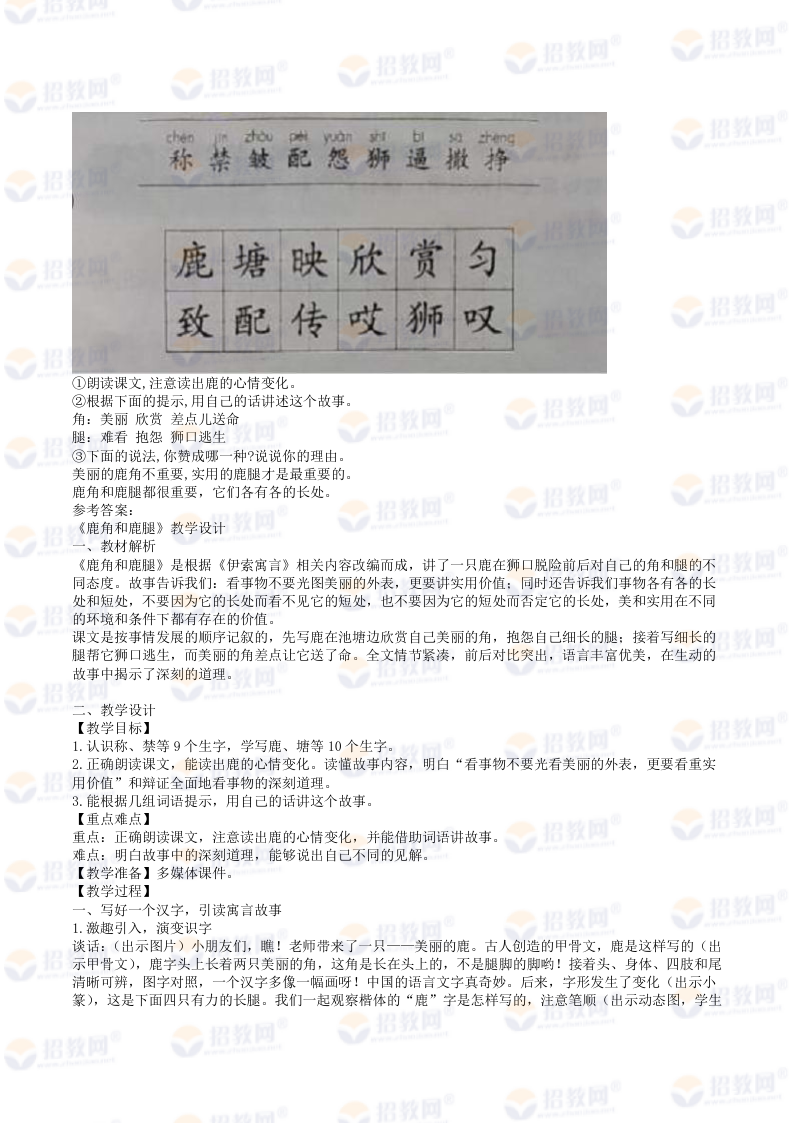 chèn jīn zhòu pèi yuàn shī bī sā zhēng
称 禁 皱 配 怨 狮 逼 撒 挣
鹿 塘 映 欣 赏 匀
致 配 传 哎 狮 叹
①朗读课文,注意读出鹿的心情变化。
②根据下面的提示,用自己的话讲述这个故事。
角：美丽 欣赏 差点儿送命
腿：难看 抱怨 狮口逃生
③下面的说法,你赞成哪一种?说说你的理由。
美丽的鹿角不重要,实用的鹿腿才是最重要的。
鹿角和鹿腿都很重要，它们各有各的长处。
参考答案：
《鹿角和鹿腿》教学设计
一、教材解析
《鹿角和鹿腿》是根据《伊索寓言》相关内容改编而成，讲了一只鹿在狮口脱险前后对自己的角和腿的不
同态度。故事告诉我们：看事物不要光图美丽的外表，更要讲实用价值；同时还告诉我们事物各有各的长
处和短处，不要因为它的长处而看不见它的短处，也不要因为它的短处而否定它的长处，美和实用在不同
的环境和条件下都有存在的价值。
课文是按事情发展的顺序记叙的，先写鹿在池塘边欣赏自己美丽的角，抱怨自己细长的腿；接着写细长的
腿帮它狮口逃生，而美丽的角差点让它送了命。全文情节紧凑，前后对比突出，语言丰富优美，在生动的
故事中揭示了深刻的道理。
二、教学设计
【教学目标】
1.认识称、禁等 9 个生字，学写鹿、塘等 10 个生字。
2.正确朗读课文，能读出鹿的心情变化。读懂故事内容，明白“看事物不要光看美丽的外表，更要看重实
用价值”和辩证全面地看事物的深刻道理。
3.能根据几组词语提示，用自己的话讲这个故事。
【重点难点】
重点：正确朗读课文，注意读出鹿的心情变化，并能借助词语讲故事。
难点：明白故事中的深刻道理，能够说出自己不同的见解。
【教学准备】多媒体课件。
【教学过程】
一、写好一个汉字，引读寓言故事
1.激趣引入，演变识字
谈话：（出示图片）小朋友们，瞧！老师带来了一只——美丽的鹿。古人创造的甲骨文，鹿是这样写的（出
示甲骨文），鹿字头上长着两只美丽的角，这角是长在头上的，不是腿脚的脚哟！接着头、身体、四肢和尾
清晰可辨，图字对照，一个汉字多像一幅画呀！中国的语言文字真奇妙。后来，字形发生了变化（出示小
篆），这是下面四只有力的长腿。我们一起观察楷体的“鹿”字是怎样写的，注意笔顺（出示动态图，学生
招教网